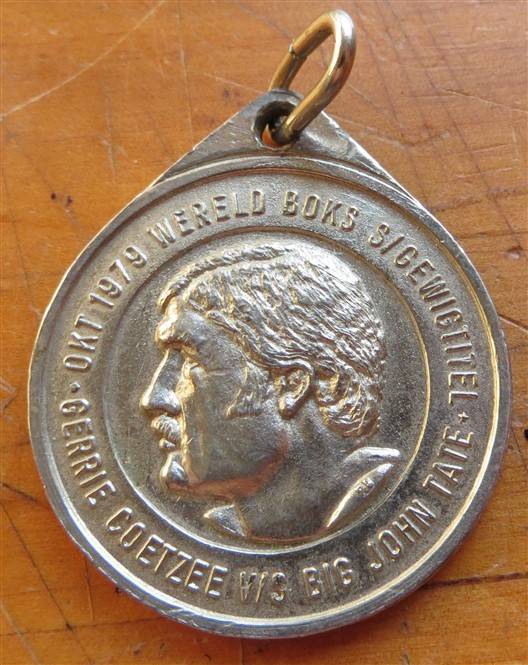 · OKT 1979 WERELD BOKS S/GEWIGTITEL ·
GERRIE COETZEE V/S BIG JOHN TATE